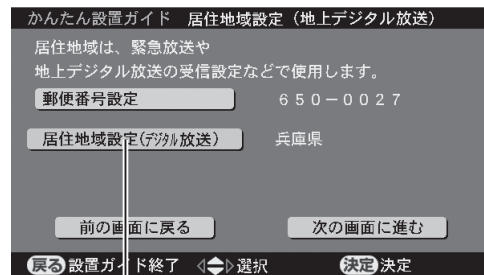 かんたん設置ガイド 居住地域設定（地上デジタル放送）
居住地域は、緊急放送や
地上デジタル放送の受信設定などで使用します。
郵便番号設定 ６５０－００２７
居住地域設定(デジタル放送) 兵庫県
前の画面に戻る 次の画面に進む
戻る 設置ガイド終了 選択 決定 決定